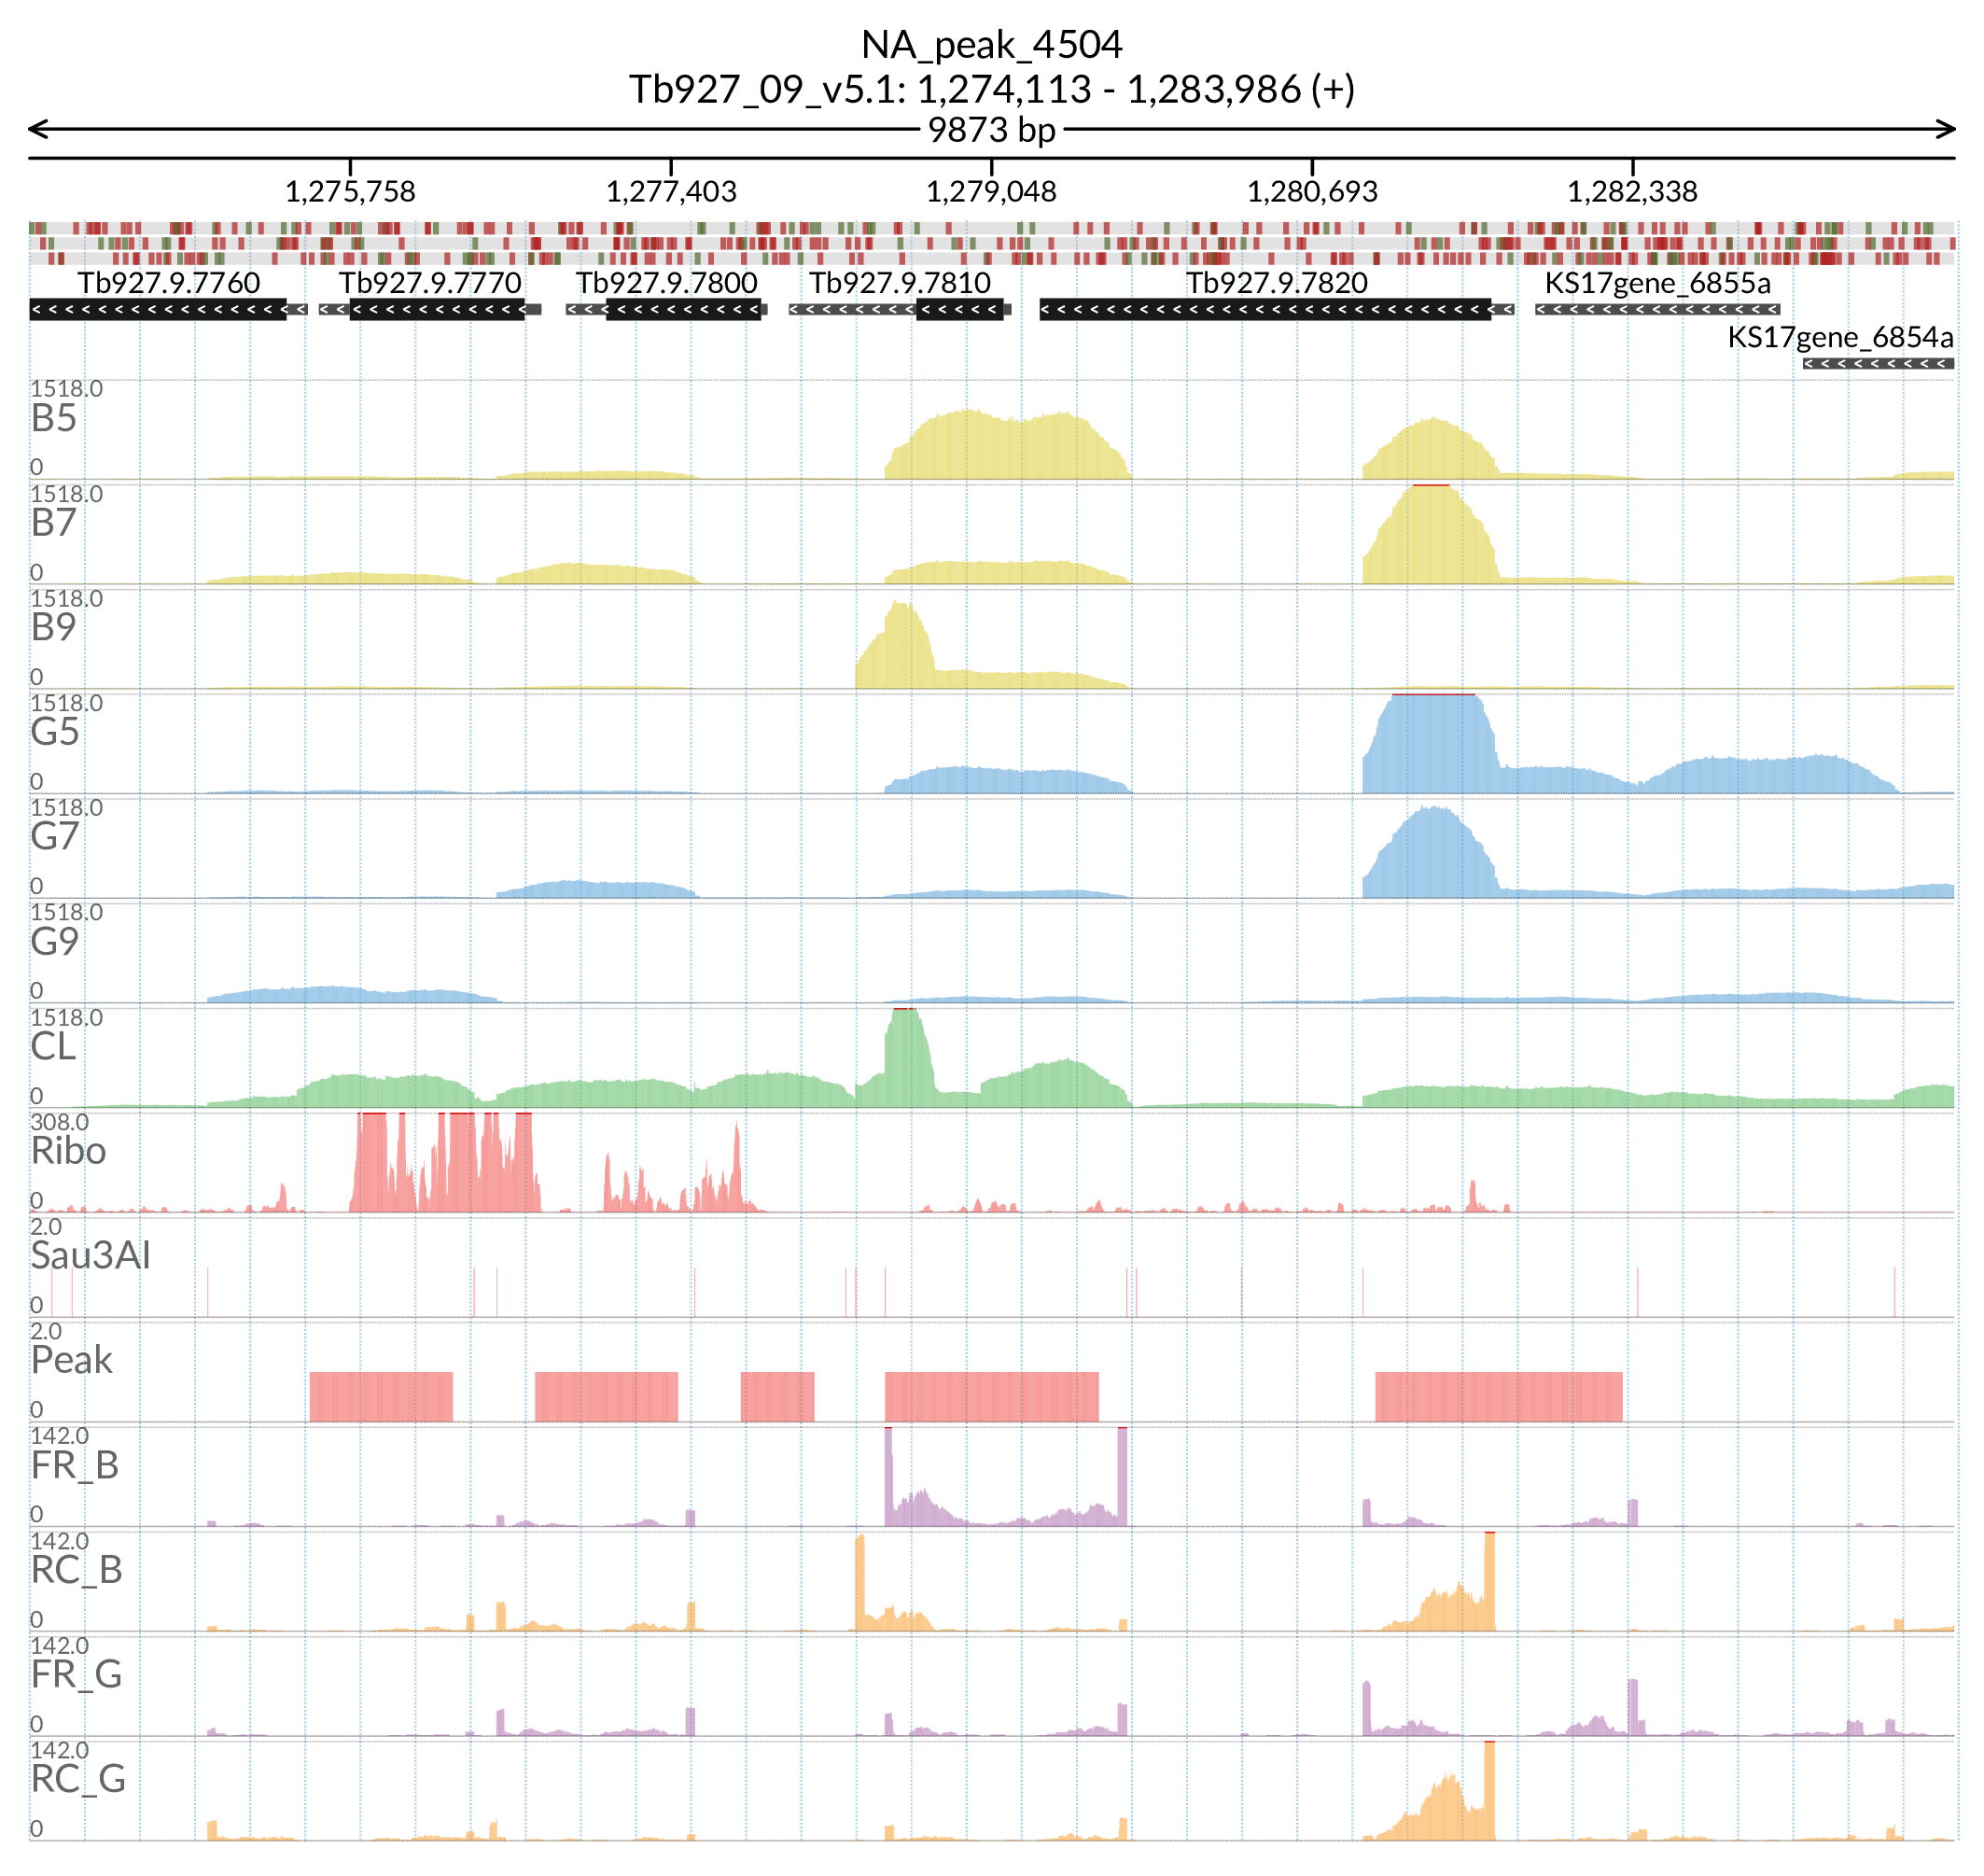 NA_peak_4504
Tb927_09_v5.1: 1,274,113 - 1,283,986 (+)
9873 bp
1,275,758 1,277,403 1,279,048 1,280,693 1,282,338
Tb927.9.7760 Tb927.9.7770 Tb927.9.7800 Tb927.9.7810 Tb927.9.7820 KS17gene_6855a
KS17gene_6854a
1518.0
B5
0
1518.0
B7
0
1518.0
B9
0
1518.0
G5
0
1518.0
G7
0
1518.0
G9
0
1518.0
CL
0
308.0
Ribo
0
2.0
Sau3AI
0
2.0
Peak
0
142.0
FR_B
0
142.0
RC_B
0
142.0
FR_G
0
142.0
RC_G
0